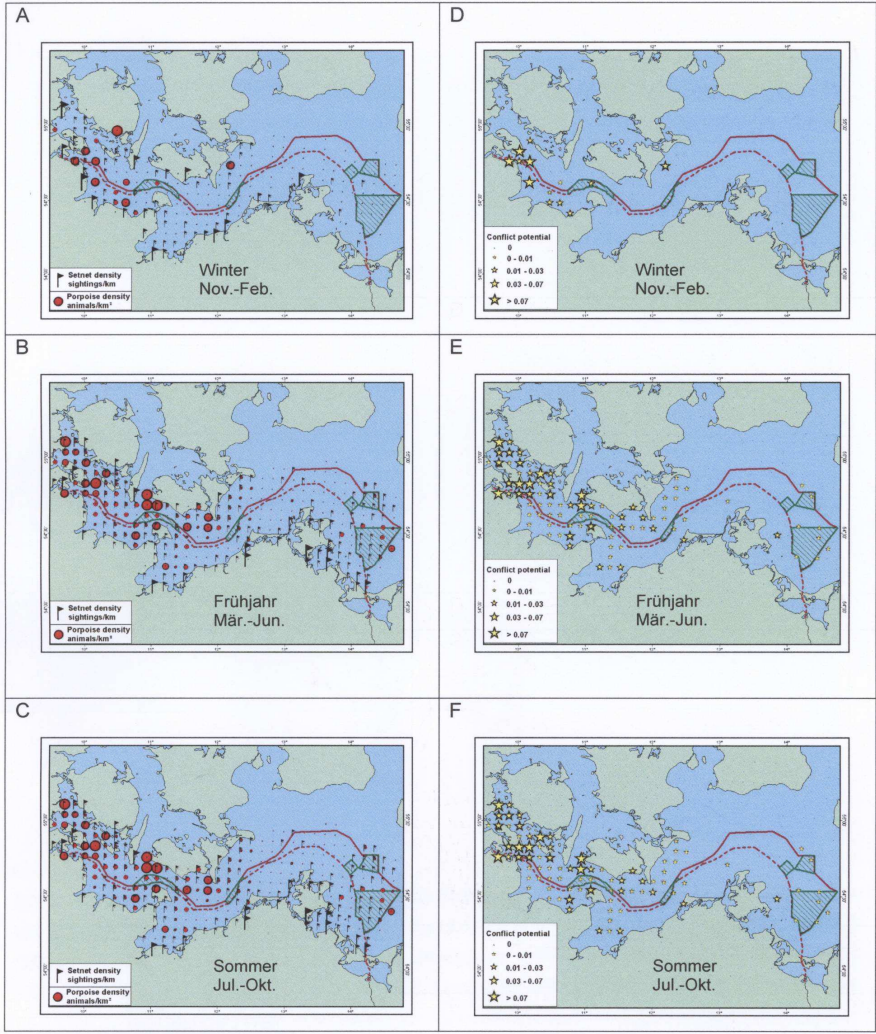 A
Winter
Nov.-Feb.
Setnet density
sightings/km
Porpoise density
animals/km²
D
Conflict potential
0
0 - 0.01
0.01 - 0.03
0.03 - 0.07
> 0.07
Winter
Nov.-Feb.
B
Frühjahr
Mär.-Jun.
Setnet density
sightings/km
Porpoise density
animals/km²
E
Conflict potential
0
0 - 0.01
0.01 - 0.03
0.03 - 0.07
> 0.07
Frühjahr
Mär.-Jun.
C
Sommer
Jul.-Okt.
Setnet density
sightings/km
Porpoise density
animals/km²
F
Conflict potential
0
0 - 0.01
0.01 - 0.03
0.03 - 0.07
> 0.07
Sommer
Jul.-Okt.